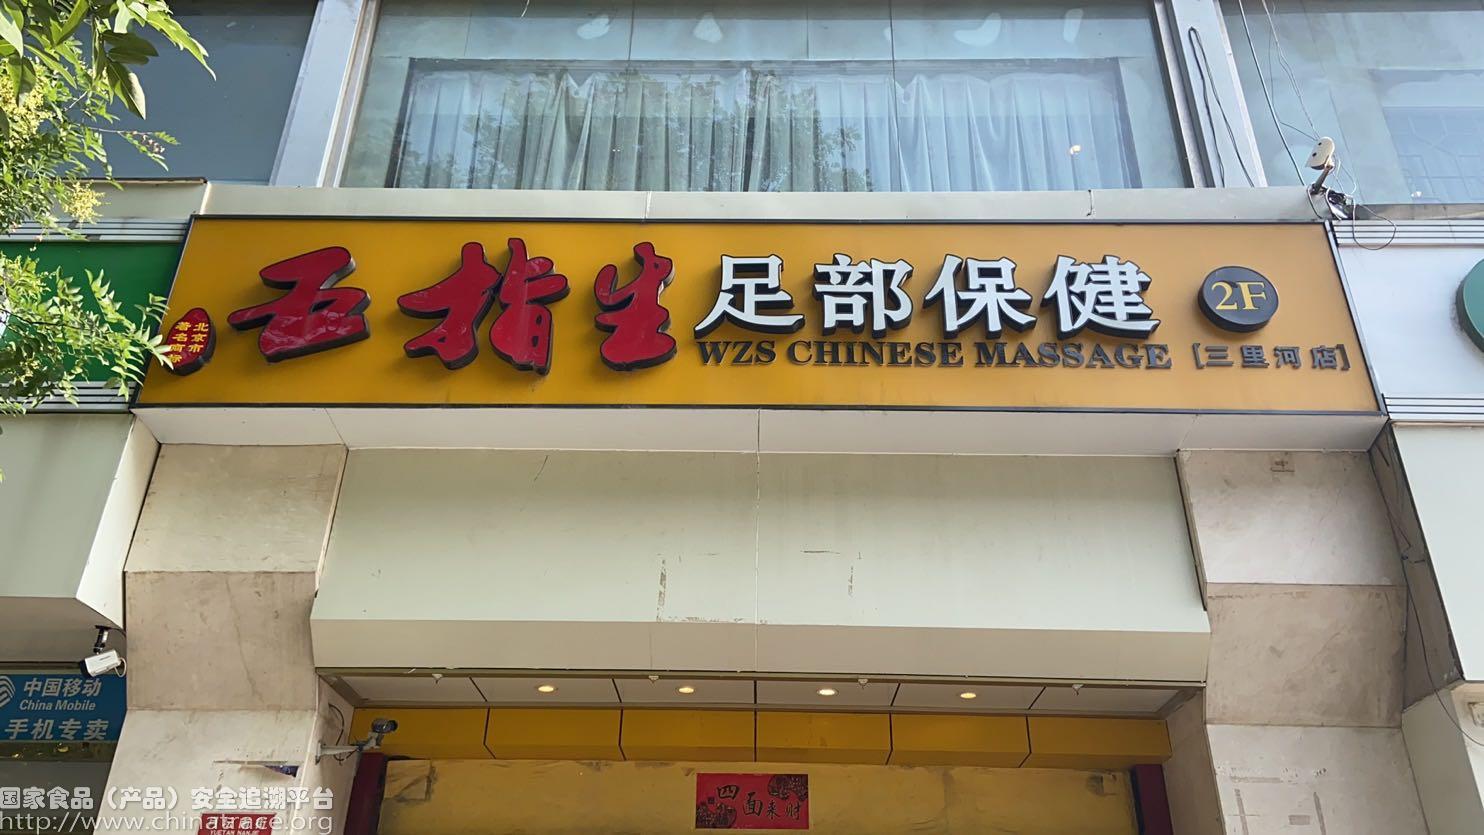 五指生足部保健 2F
WZS CHINESE MASSAGE [三里河店]
北京市
著名商标
中国移动
China Mobile
手机专卖
四面来财
YUETAN NANJIE
国家食品（产品）安全追溯平台
http://www.chinatrace.org